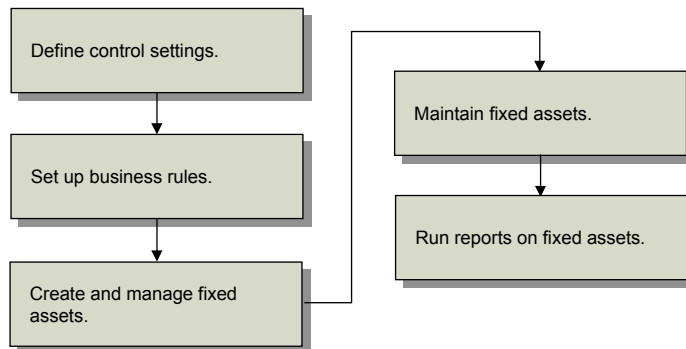 Define control settings.
Set up business rules.
Create and manage fixed
assets.
Maintain fixed assets.
Run reports on fixed assets.